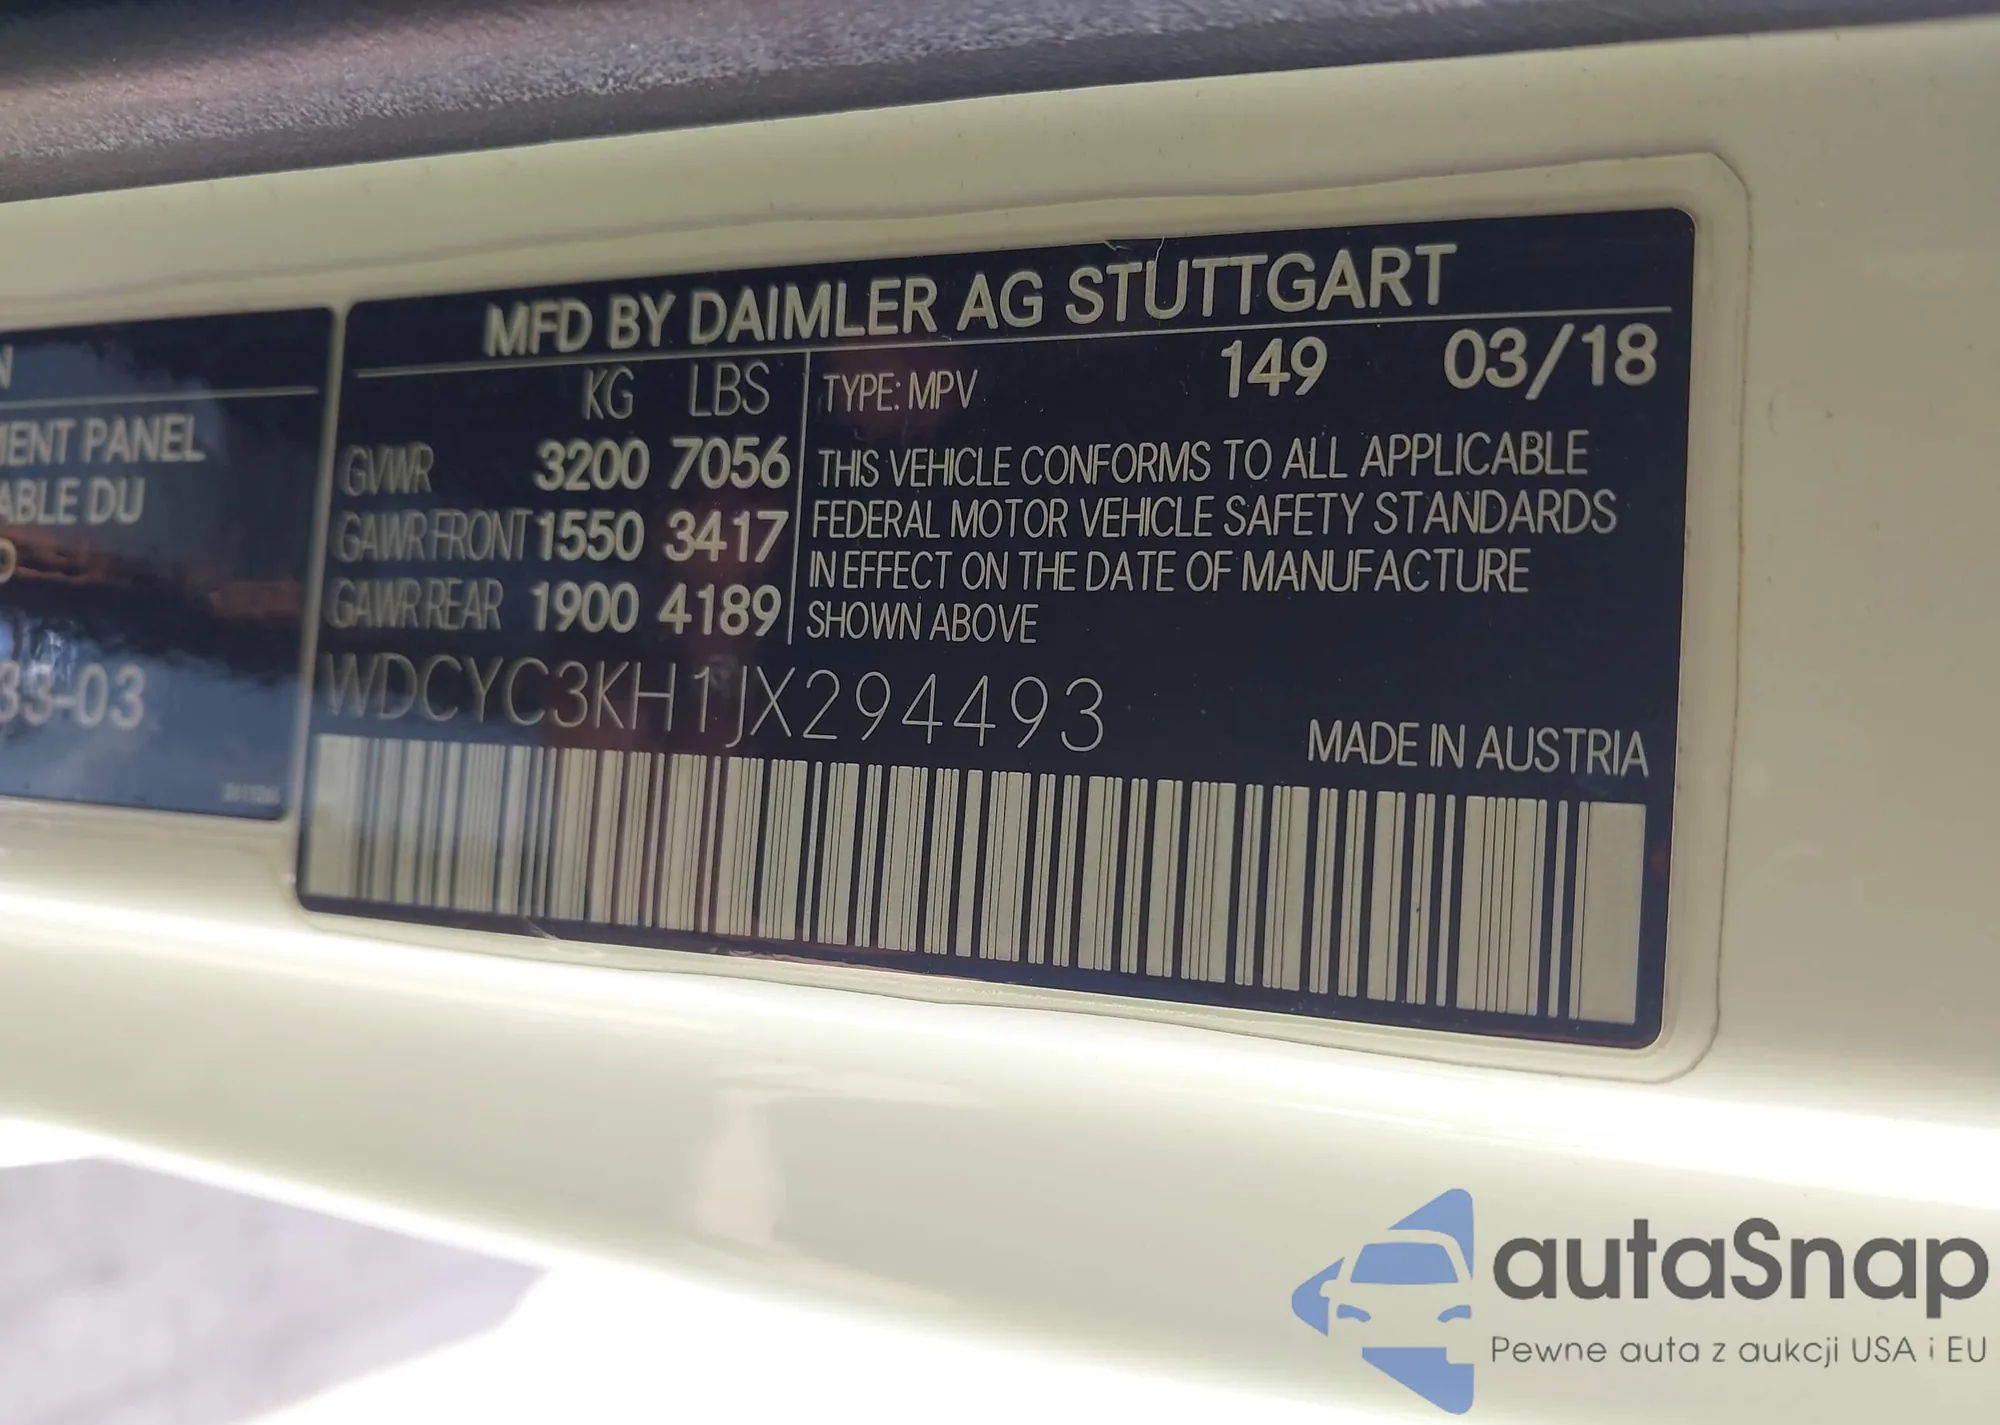 MENT PANEL
ABLE DU
33-03
MFD BY DAIMLER AG STUTTGART
KG LBS
GVWR 3200 7056
GAWR FRONT 1550 3417
GAWR REAR 1900 4189
TYPE: MPV 149 03/18
THIS VEHICLE CONFORMS TO ALL APPLICABLE
FEDERAL MOTOR VEHICLE SAFETY STANDARDS
IN EFFECT ON THE DATE OF MANUFACTURE
SHOWN ABOVE
WDCYC3KH1JX294493
MADE IN AUSTRIA
autaSnap
Pewne auta z aukcji USA i EU